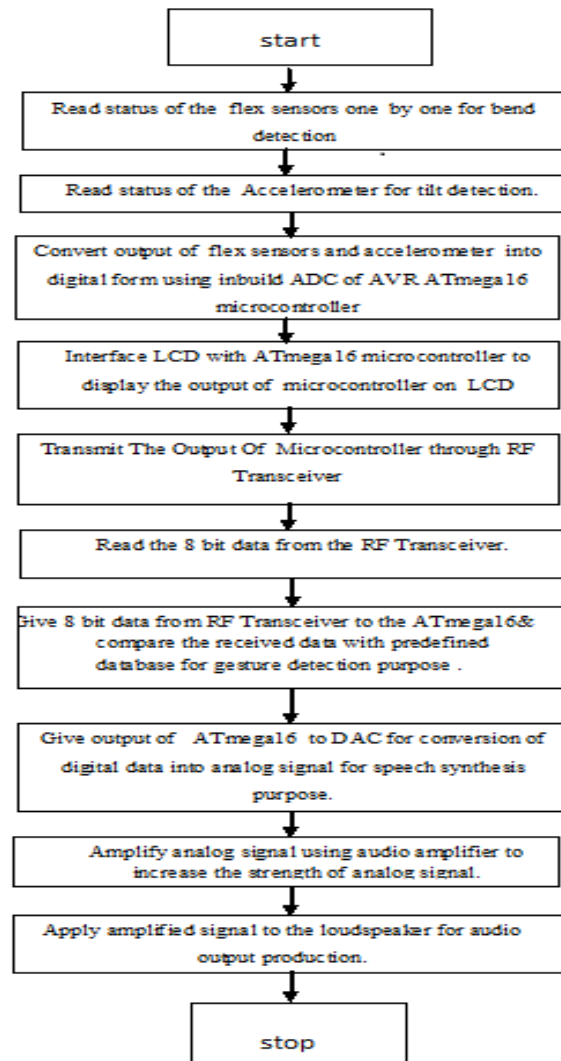 start
Read status of the flex sensors one by one for bend
detection
Read status of the Accelerometer for tilt detection.
Convert output of flex sensors and accelerometer into
digital form using inbuild ADC of AVR ATmega16
microcontroller
Interface LCD with ATmega16 microcontroller to
display the output of microcontroller on LCD
Transmit The Output Of Microcontroller through RF
Transceiver
Read the 8 bit data from the RF Transceiver.
Give 8 bit data from RF Transceiver to the ATmega16&
compare the received data with predefined
database for gesture detection purpose .
Give output of ATmega16 to DAC for conversion of
digital data into analog signal for speech synthesis
purpose.
Amplify analog signal using audio amplifier to
increase the strength of analog signal.
Apply amplified signal to the loudspeaker for audio
output production.
stop